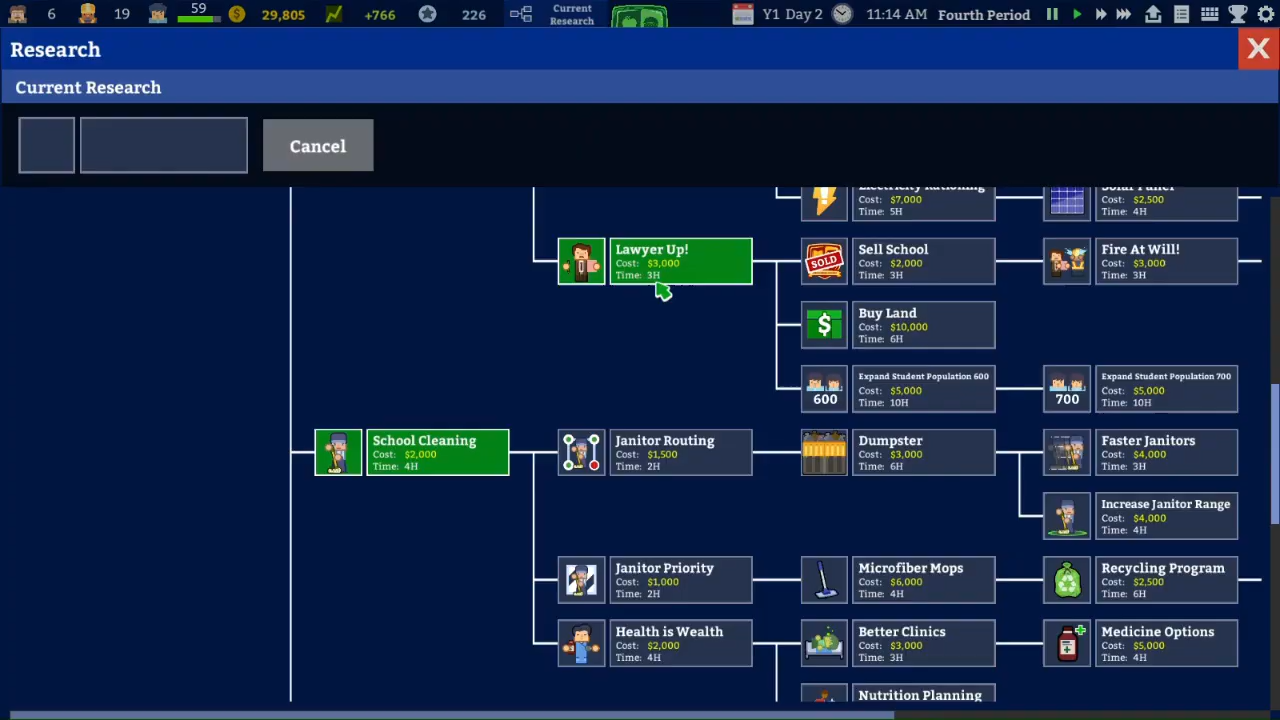 6 19 59 29,805 +766 226 Current Research Y1 Day 2 11:14 AM Fourth Period
Research
Current Research
Cancel
Electricity Rationing
Cost: $7,000
Time: 5H
Solar Panel
Cost: $2,500
Time: 4H
Lawyer Up!
Cost: $3,000
Time: 3H
SOLD
Sell School
Cost: $2,000
Time: 3H
Fire At Will!
Cost: $3,000
Time: 3H
$
Buy Land
Cost: $10,000
Time: 6H
600
Expand Student Population 600
Cost: $5,000
Time: 10H
700
Expand Student Population 700
Cost: $5,000
Time: 10H
School Cleaning
Cost: $2,000
Time: 4H
Janitor Routing
Cost: $1,500
Time: 2H
Dumpster
Cost: $3,000
Time: 6H
Faster Janitors
Cost: $4,000
Time: 3H
Increase Janitor Range
Cost: $4,000
Time: 4H
Janitor Priority
Cost: $1,000
Time: 2H
Microfiber Mops
Cost: $6,000
Time: 4H
Recycling Program
Cost: $2,500
Time: 6H
Health is Wealth
Cost: $2,000
Time: 4H
Better Clinics
Cost: $3,000
Time: 3H
Medicine Options
Cost: $5,000
Time: 4H
Nutrition Planning